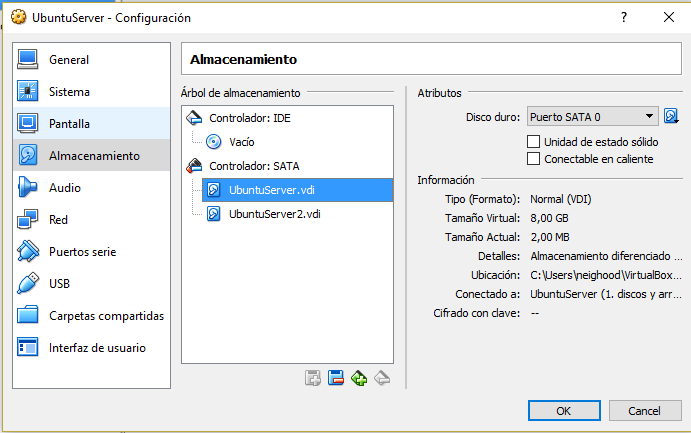 UbuntuServer - Configuración
?
General
Sistema
Pantalla
Almacenamiento
Audio
Red
Puertos serie
USB
Carpetas compartidas
Interfaz de usuario
Almacenamiento
Árbol de almacenamiento
Controlador: IDE
Vacío
Controlador: SATA
UbuntuServer.vdi
UbuntuServer2.vdi
Atributos
Disco duro: Puerto SATA 0
Unidad de estado sólido
Conectable en caliente
Información
Tipo (Formato): Normal (VDI)
Tamaño Virtual: 8,00 GB
Tamaño Actual: 2,00 MB
Detalles: Almacenamiento diferenciado ...
Ubicación: C:\Users\neighood\VirtualBox...
Conectado a: UbuntuServer (1. discos y arr...
Cifrado con clave: --
OK Cancel